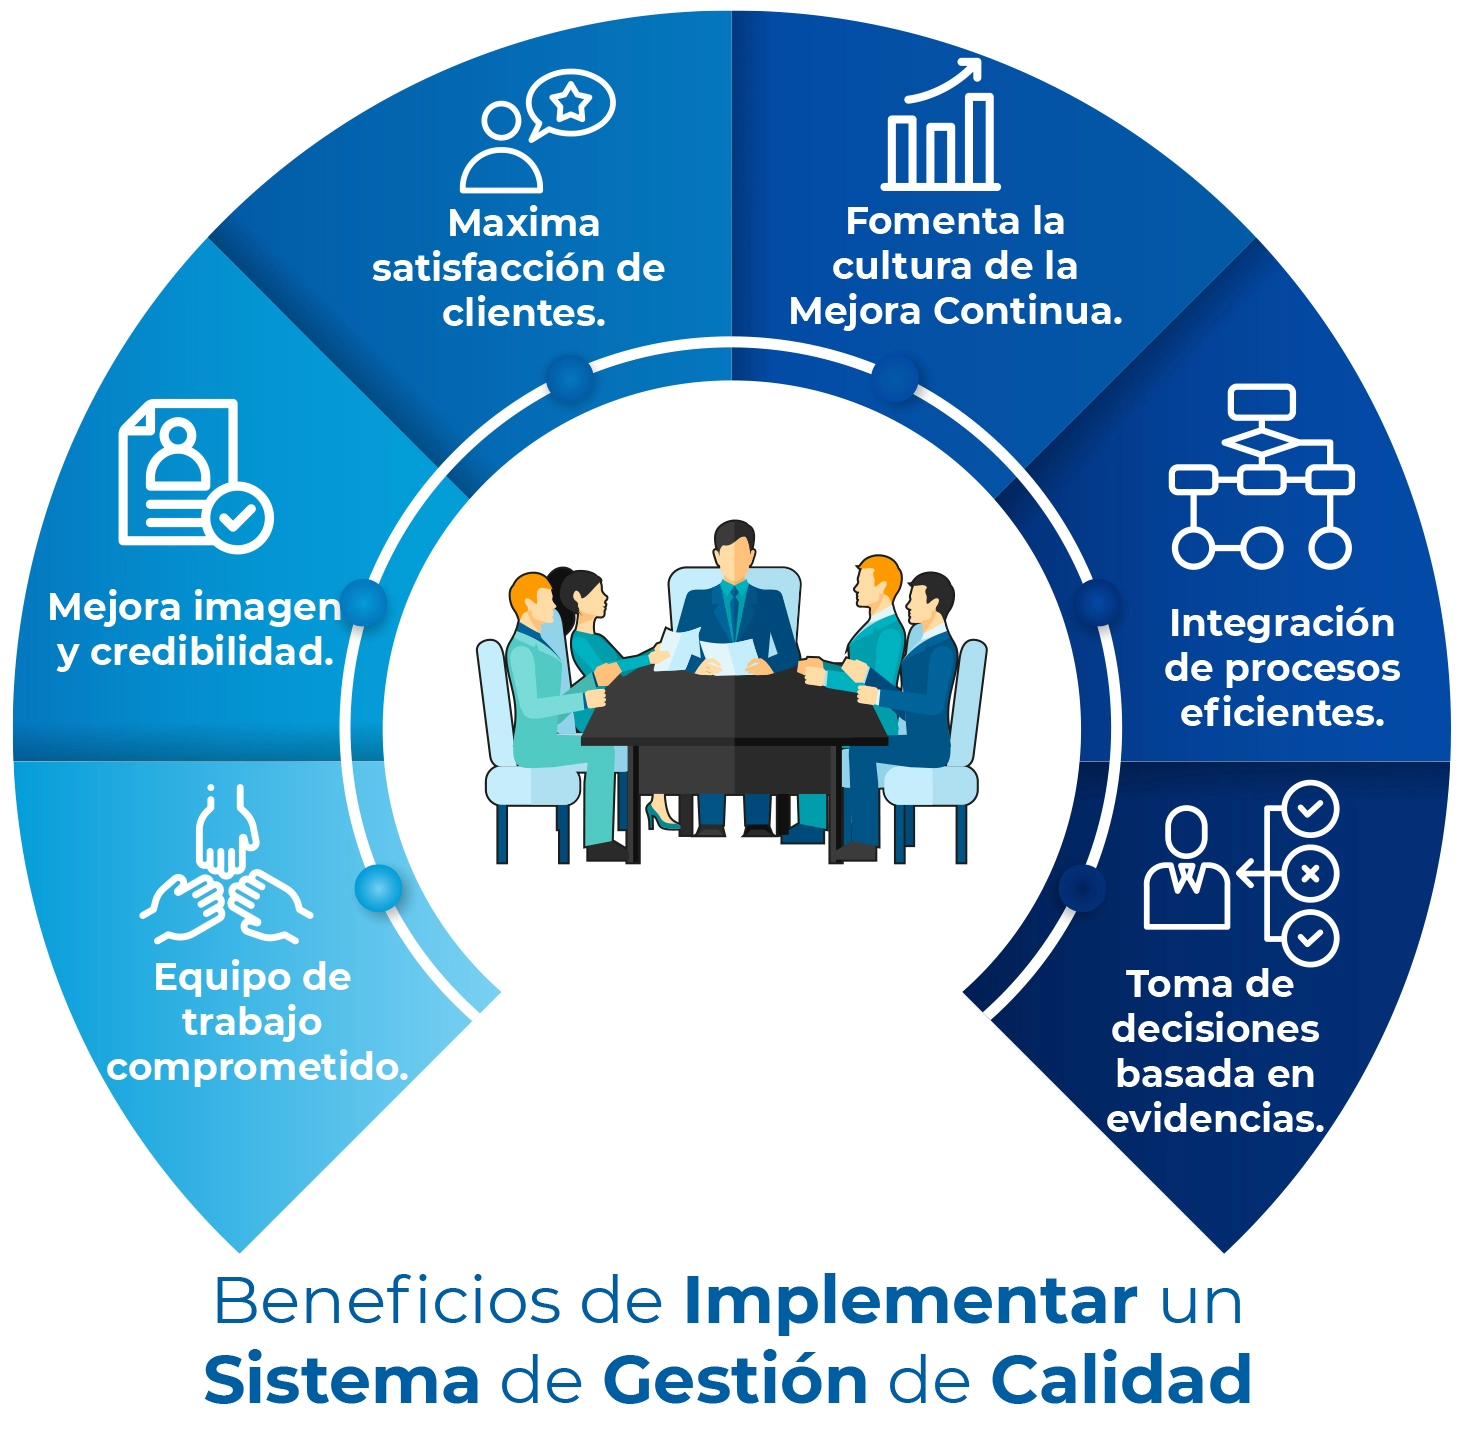 Maxima
satisfacción de
clientes.
Fomenta la
cultura de la
Mejora Continua.
Mejora imagen
y credibilidad.
Integración
de procesos
eficientes.
Equipo de
trabajo
comprometido.
Toma de
decisiones
basada en
evidencias.
Beneficios de Implementar un
Sistema de Gestión de Calidad